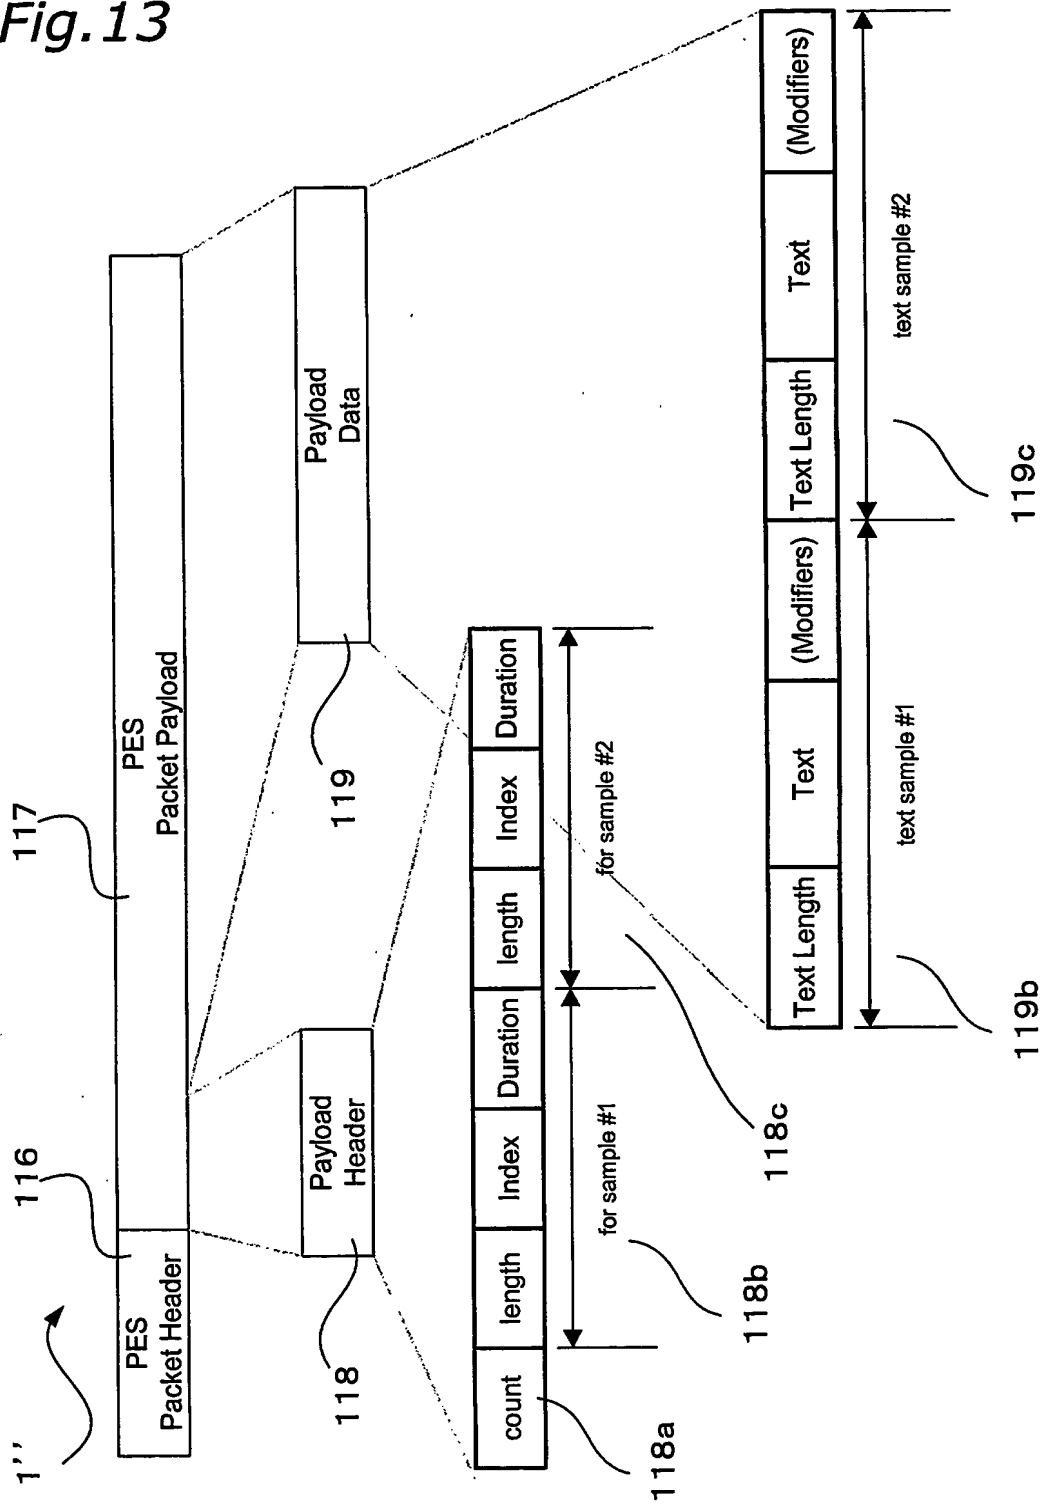 Fig.13
1'''
116
117
PES
Packet Header
PES
Packet Payload
118
Payload
Header
119
Payload
Data
count
length
Index
Duration
length
Index
Duration
118a
for sample #1
for sample #2
118b
118c
Text Length
Text
(Modifiers)
Text Length
Text
(Modifiers)
text sample #1
text sample #2
119b
119c